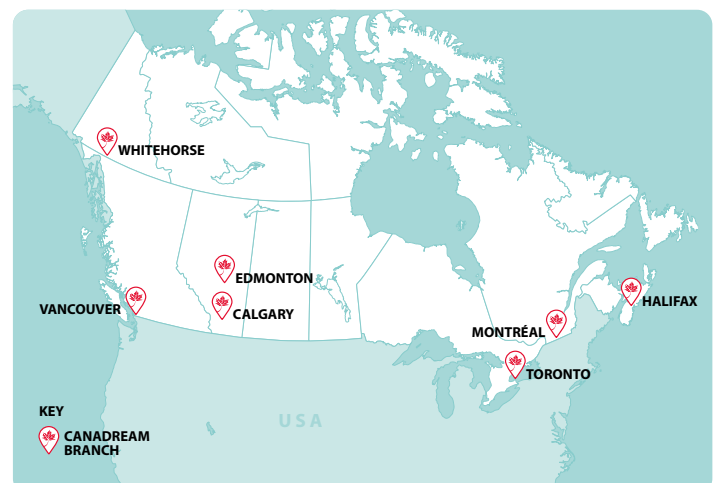 WHITEHORSE
EDMONTON
VANCOUVER
CALGARY
HALIFAX
MONTRÉAL
TORONTO
KEY
USA
CANADREAM
BRANCH